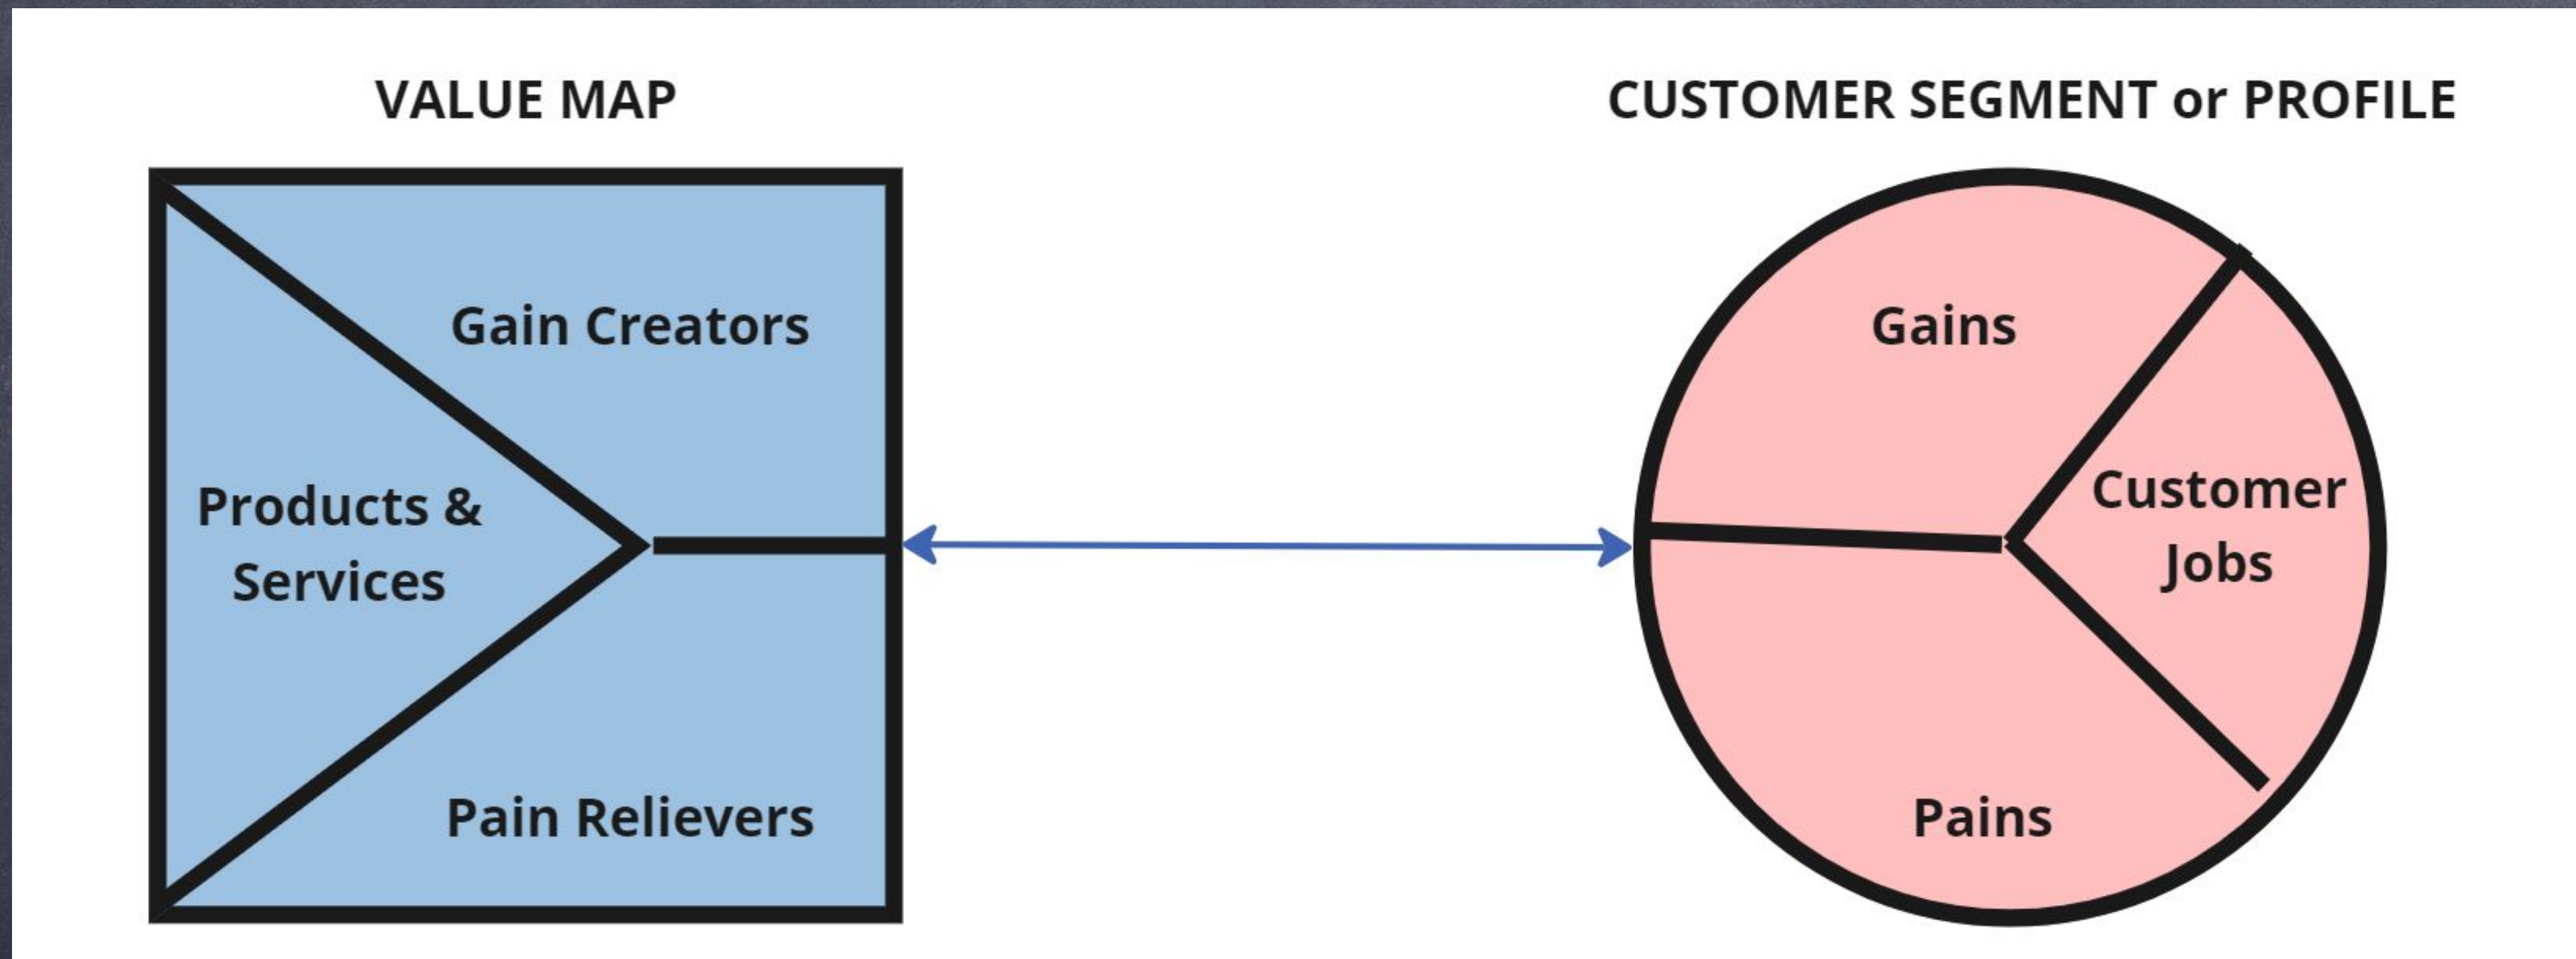 VALUE MAP
CUSTOMER SEGMENT or PROFILE
Gain Creators
Products &
Services
Pain Relievers
Gains
Customer
Jobs
Pains